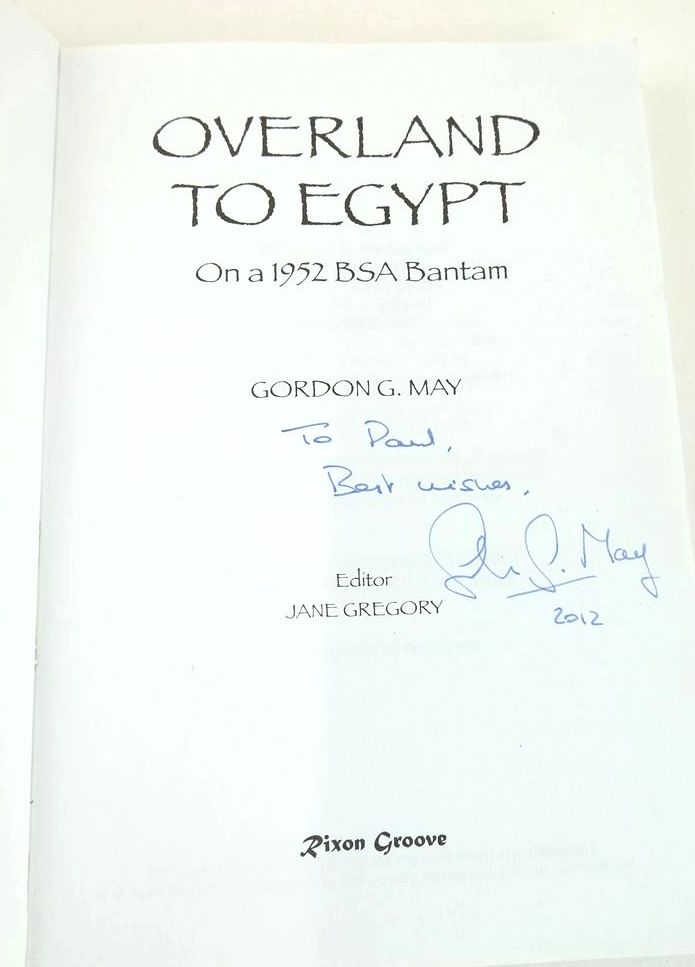 OVERLAND
TO EGYPT
On a 1952 BSA Bantam
GORDON G. MAY
To Paul,
Best wishes,
G. May
Editor
JANE GREGORY
2012
Rixon Groove